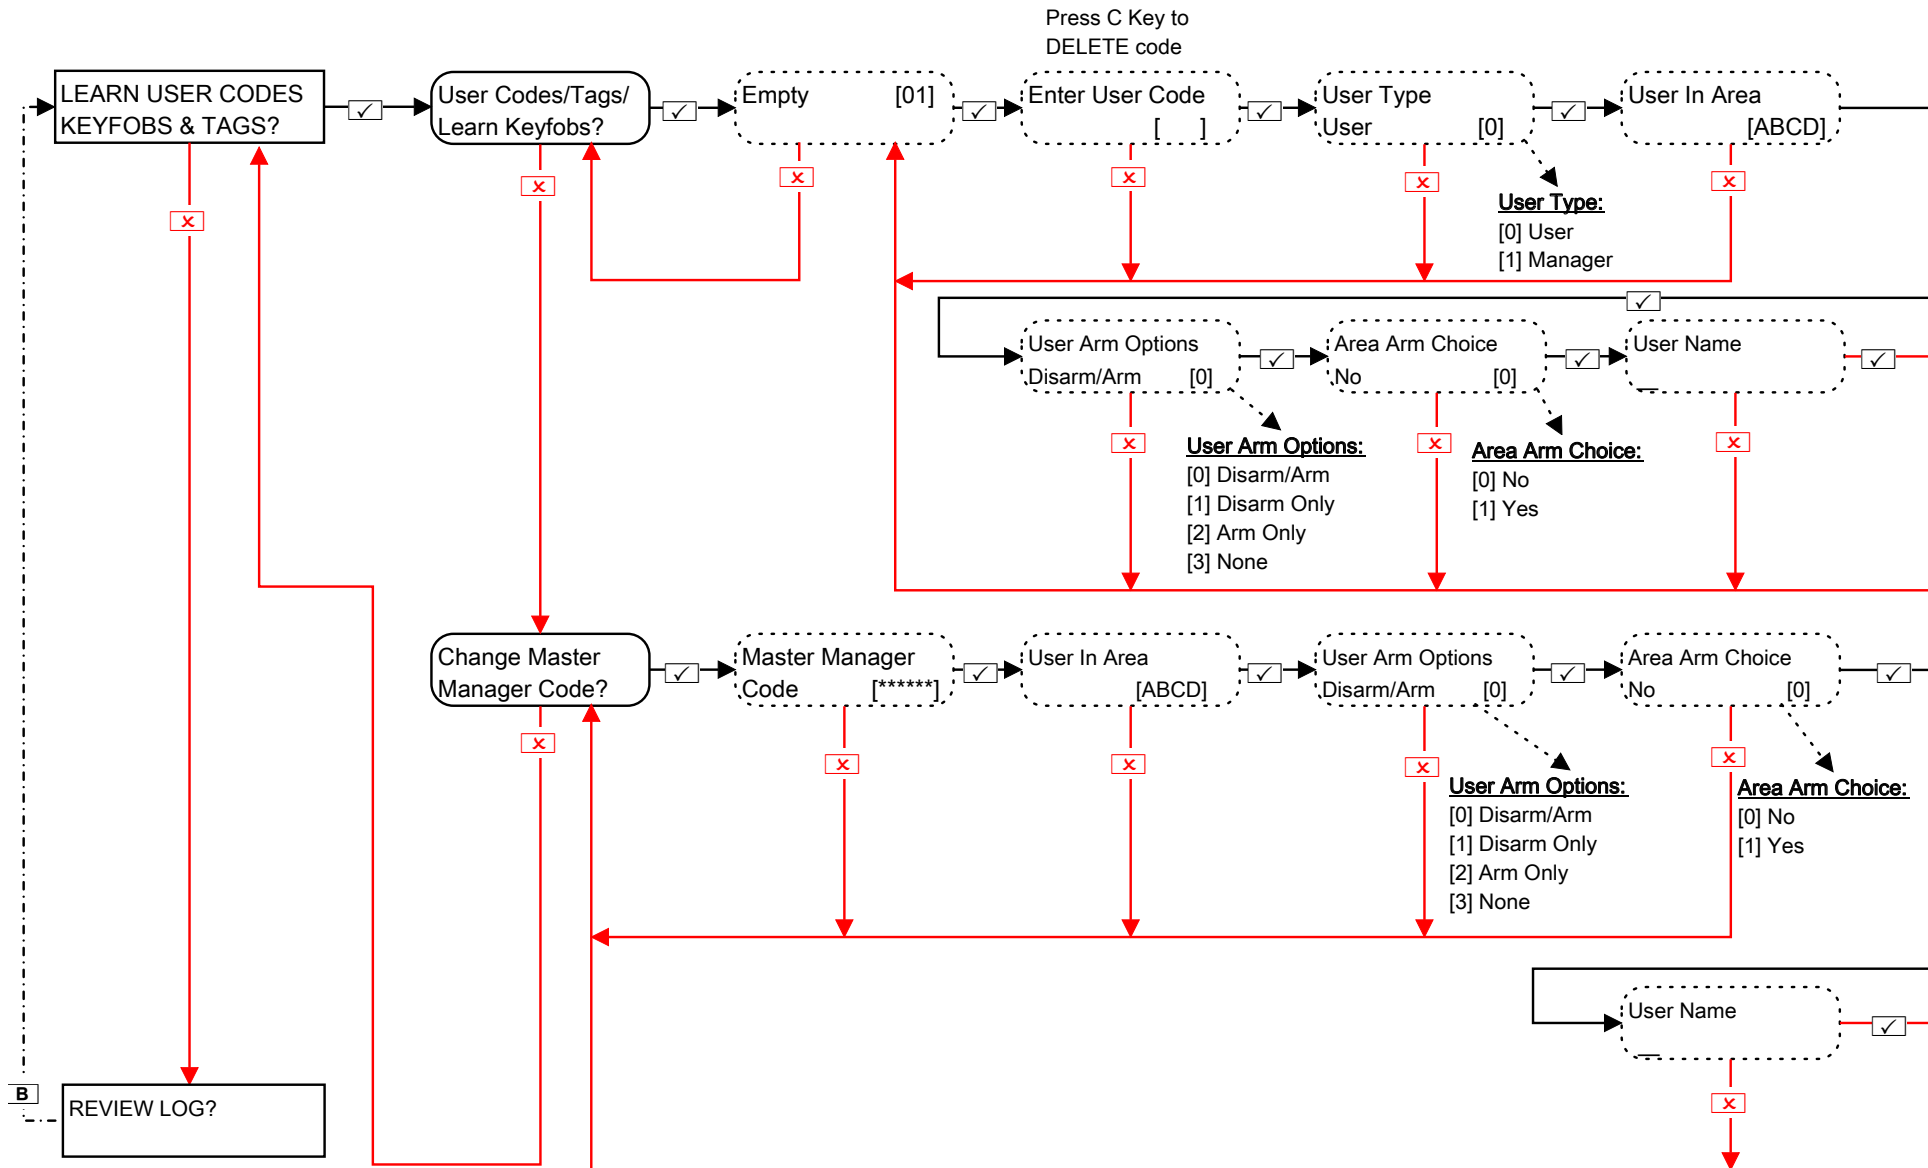 Press C Key to
DELETE code
LEARN USER CODES
KEYFOBS & TAGS?
User Codes/Tags/
Learn Keyfobs?
Empty [01]
Enter User Code
[ ]
User Type
User [0]
User In Area
[ABCD]
User Type:
[0] User
[1] Manager
User Arm Options
Disarm/Arm [0]
Area Arm Choice
No [0]
User Name
User Arm Options:
[0] Disarm/Arm
[1] Disarm Only
[2] Arm Only
[3] None
Area Arm Choice:
[0] No
[1] Yes
Change Master
Manager Code?
Master Manager
Code [******]
User In Area
[ABCD]
User Arm Options
Disarm/Arm [0]
Area Arm Choice
No [0]
User Arm Options:
[0] Disarm/Arm
[1] Disarm Only
[2] Arm Only
[3] None
Area Arm Choice:
[0] No
[1] Yes
User Name
B
REVIEW LOG?